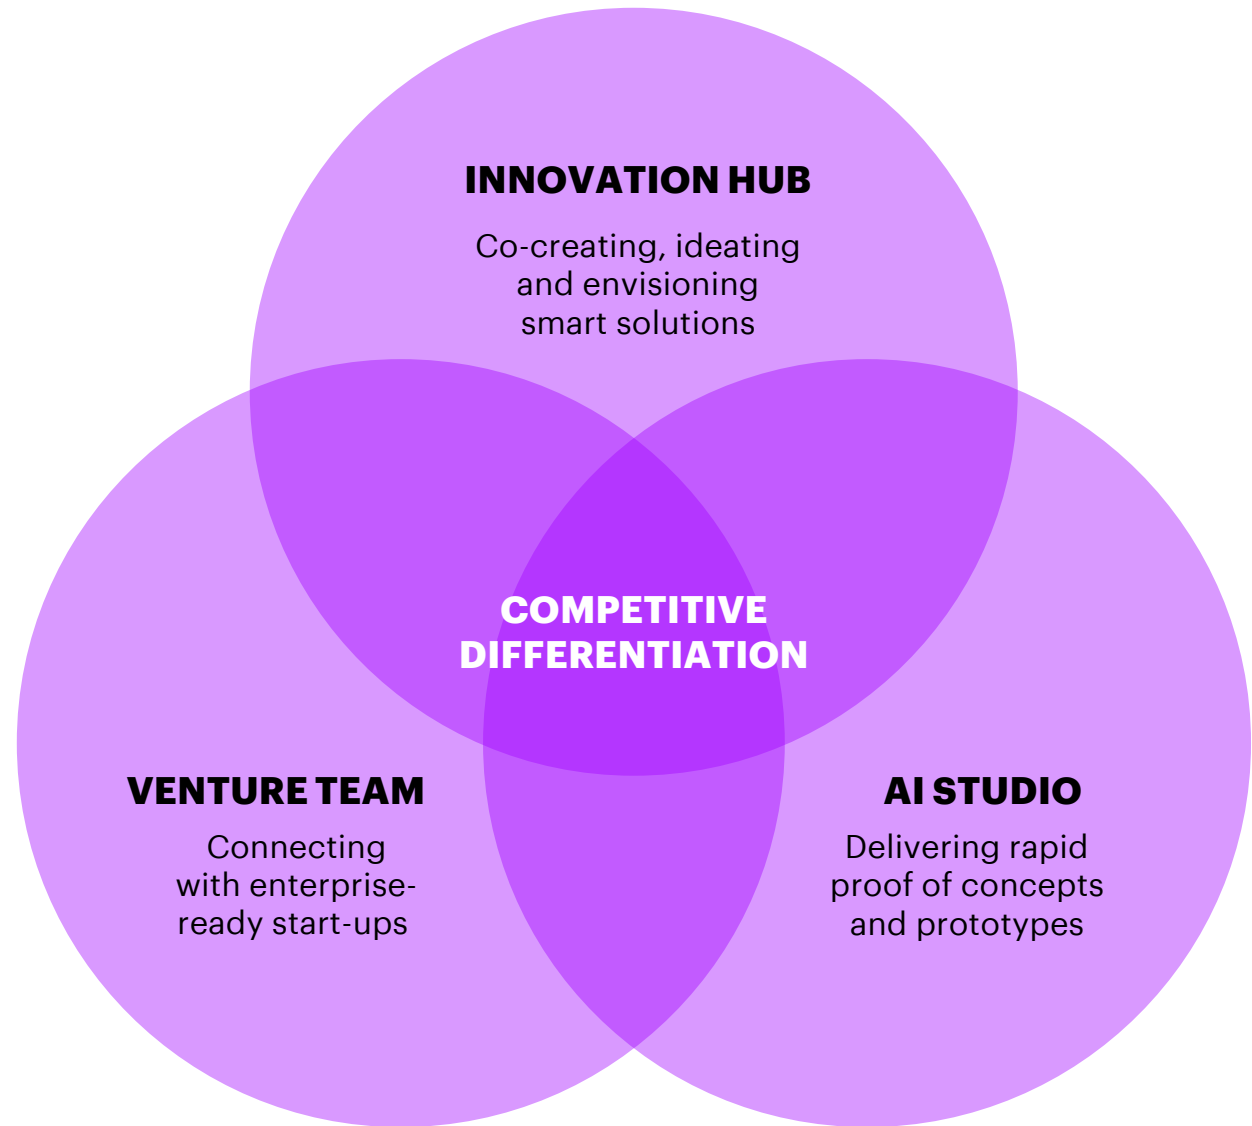 INNOVATION HUB
Co-creating, ideating
and envisioning
smart solutions
COMPETITIVE
DIFFERENTIATION
VENTURE TEAM
Connecting
with enterprise-
ready start-ups
AI STUDIO
Delivering rapid
proof of concepts
and prototypes